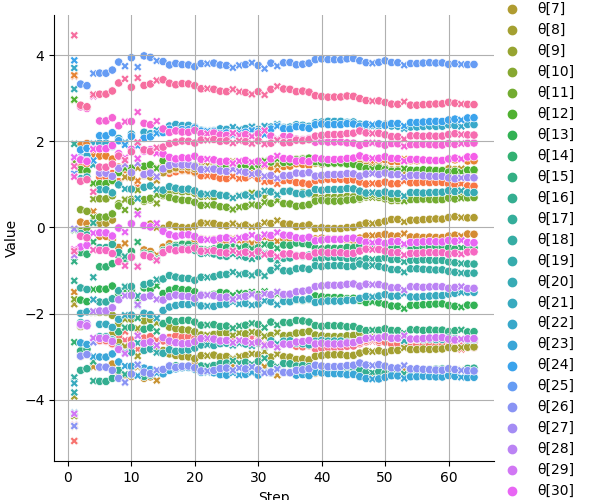 θ[7]
θ[8]
θ[9]
θ[10]
θ[11]
θ[12]
θ[13]
θ[14]
θ[15]
θ[16]
θ[17]
θ[18]
θ[19]
θ[20]
θ[21]
θ[22]
θ[23]
θ[24]
θ[25]
θ[26]
θ[27]
θ[28]
θ[29]
θ[30]
Value
4
2
0
−2
−4
0
10
20
30
40
50
60
Step